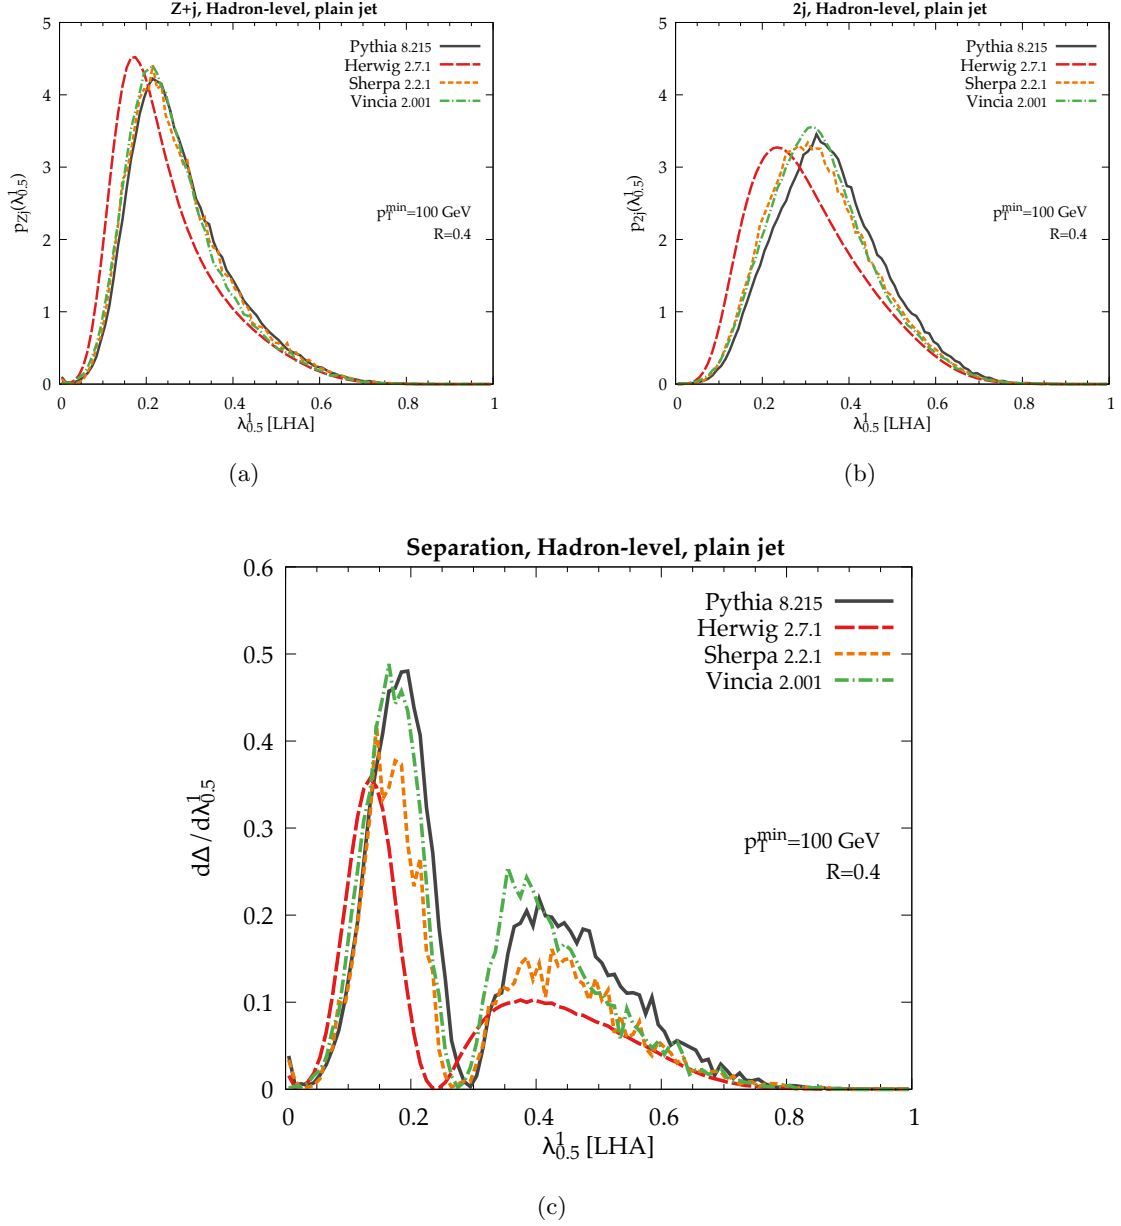 Z+j, Hadron-level, plain jet
5
4
3
2
1
0
p_Zj(λ^1_0.5)
Pythia 8.215
Herwig 2.7.1
Sherpa 2.2.1
Vincia 2.001
p_T^min=100 GeV
R=0.4
0 0.2 0.4 0.6 0.8 1
λ^1_0.5 [LHA]
(a)
2j, Hadron-level, plain jet
5
4
3
2
1
0
p_2j(λ^1_0.5)
Pythia 8.215
Herwig 2.7.1
Sherpa 2.2.1
Vincia 2.001
p_T^min=100 GeV
R=0.4
0 0.2 0.4 0.6 0.8 1
λ^1_0.5 [LHA]
(b)
Separation, Hadron-level, plain jet
0.6
0.5
0.4
0.3
0.2
0.1
0
dΔ/dλ^1_0.5
Pythia 8.215
Herwig 2.7.1
Sherpa 2.2.1
Vincia 2.001
p_T^min=100 GeV
R=0.4
0 0.2 0.4 0.6 0.8 1
λ^1_0.5 [LHA]
(c)